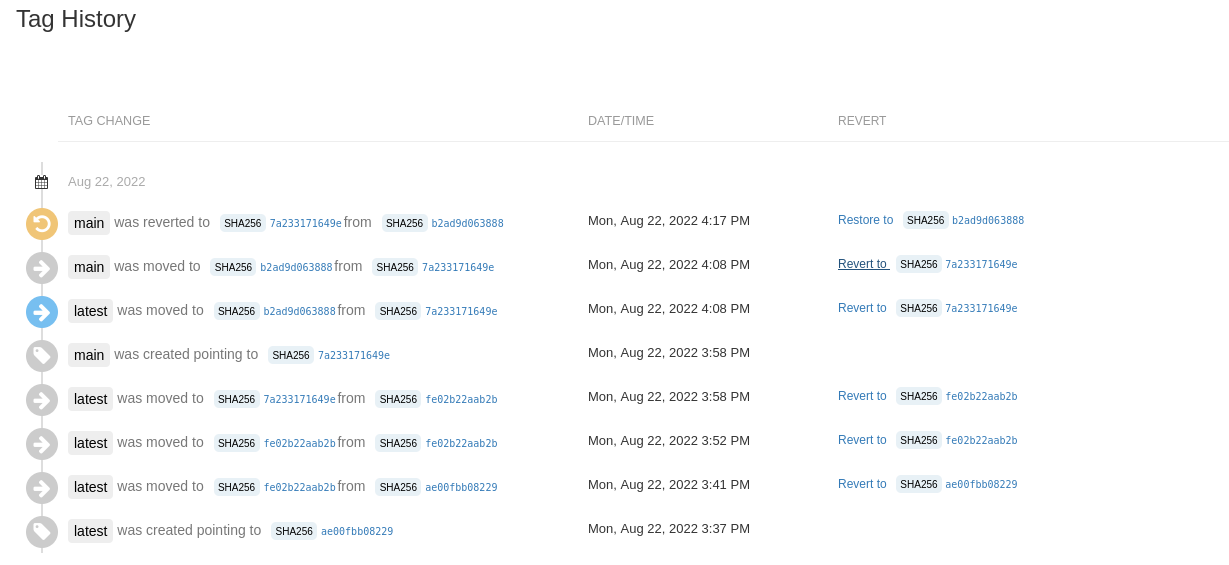 Tag History
TAG CHANGE DATE/TIME REVERT
Aug 22, 2022
main was reverted to SHA256 7a233171649e from SHA256 b2ad9d063888 Mon, Aug 22, 2022 4:17 PM Restore to SHA256 b2ad9d063888
main was moved to SHA256 b2ad9d063888 from SHA256 7a233171649e Mon, Aug 22, 2022 4:08 PM Revert to SHA256 7a233171649e
latest was moved to SHA256 b2ad9d063888 from SHA256 7a233171649e Mon, Aug 22, 2022 4:08 PM Revert to SHA256 7a233171649e
main was created pointing to SHA256 7a233171649e Mon, Aug 22, 2022 3:58 PM
latest was moved to SHA256 7a233171649e from SHA256 fe02b22aab2b Mon, Aug 22, 2022 3:58 PM Revert to SHA256 fe02b22aab2b
latest was moved to SHA256 fe02b22aab2b from SHA256 fe02b22aab2b Mon, Aug 22, 2022 3:52 PM Revert to SHA256 fe02b22aab2b
latest was moved to SHA256 fe02b22aab2b from SHA256 ae00fbb08229 Mon, Aug 22, 2022 3:41 PM Revert to SHA256 ae00fbb08229
latest was created pointing to SHA256 ae00fbb08229 Mon, Aug 22, 2022 3:37 PM